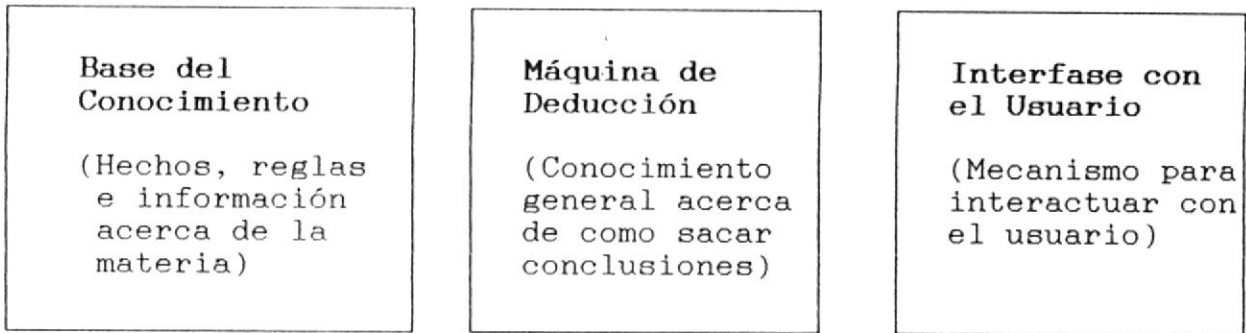 Base del
Conocimiento
(Hechos, reglas
e información
acerca de la
materia)
Máquina de
Deducción
(Conocimiento
general acerca
de como sacar
conclusiones)
Interfase con
el Usuario
(Mecanismo para
interactuar con
el usuario)